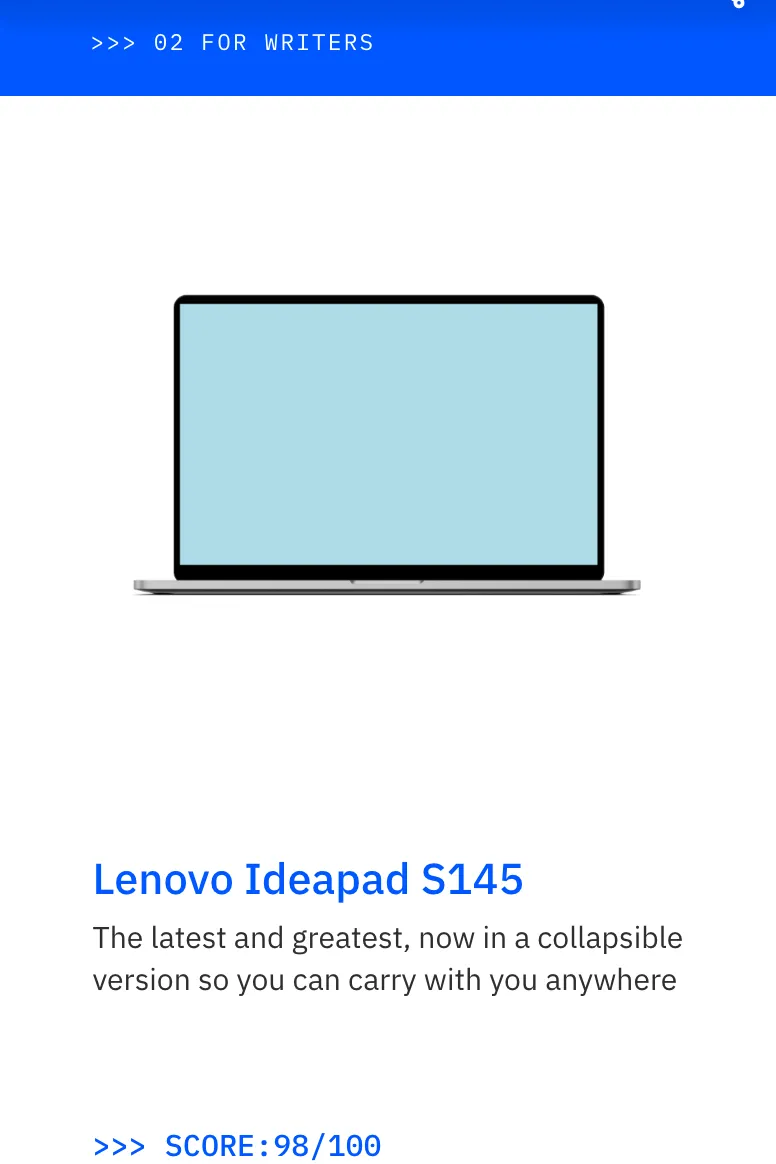 >>> 02 FOR WRITERS
Lenovo Ideapad S145
The latest and greatest, now in a collapsible
version so you can carry with you anywhere
>>> SCORE:98/100